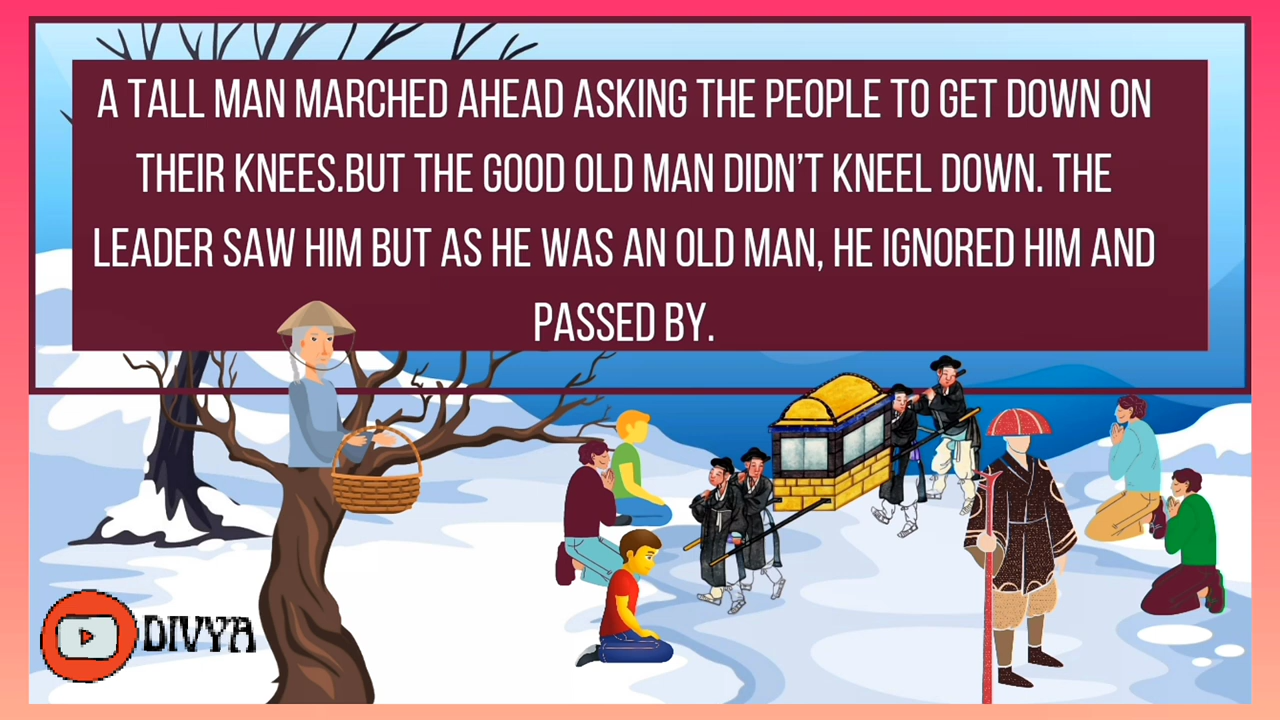 A TALL MAN MARCHED AHEAD ASKING THE PEOPLE TO GET DOWN ON
THEIR KNEES.BUT THE GOOD OLD MAN DIDN'T KNEEL DOWN. THE
LEADER SAW HIM BUT AS HE WAS AN OLD MAN, HE IGNORED HIM AND
PASSED BY.
DIVYA